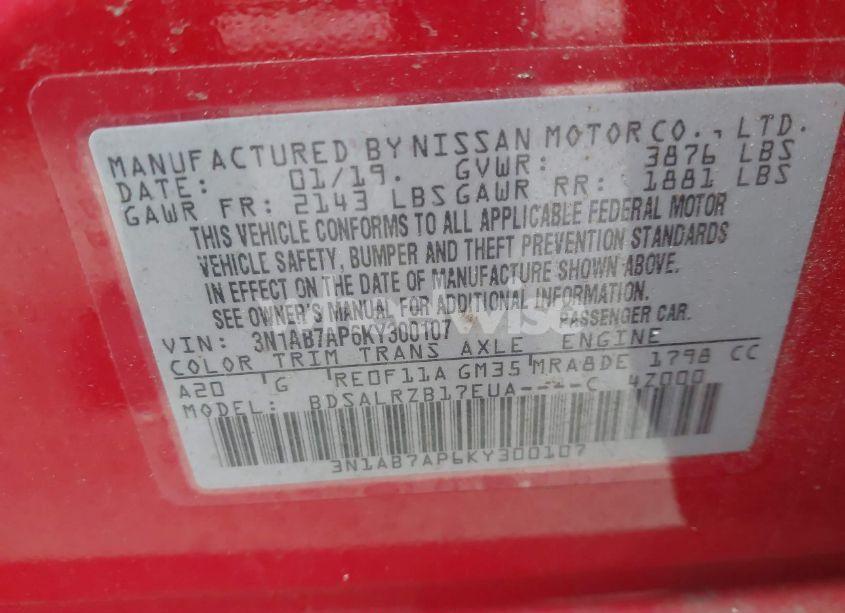 MANUFACTURED BY NISSAN MOTOR CO., LTD.
DATE: 01/19. GVWR: 3876 LBS
GAWR FR: 2143 LBS GAWR RR: 1881 LBS
THIS VEHICLE CONFORMS TO ALL APPLICABLE FEDERAL MOTOR
VEHICLE SAFETY, BUMPER AND THEFT PREVENTION STANDARDS
IN EFFECT ON THE DATE OF MANUFACTURE SHOWN ABOVE.
SEE OWNER'S MANUAL FOR ADDITIONAL INFORMATION.
VIN: 3N1AB7AP6KY300107 PASSENGER CAR.
COLOR TRIM TRANS AXLE ENGINE
A20 G RE0F11A GM35 MRA8DE 1798 CC
MODEL: BDSALRZB17EUA----C 4Z000
3N1AB7AP6KY300107